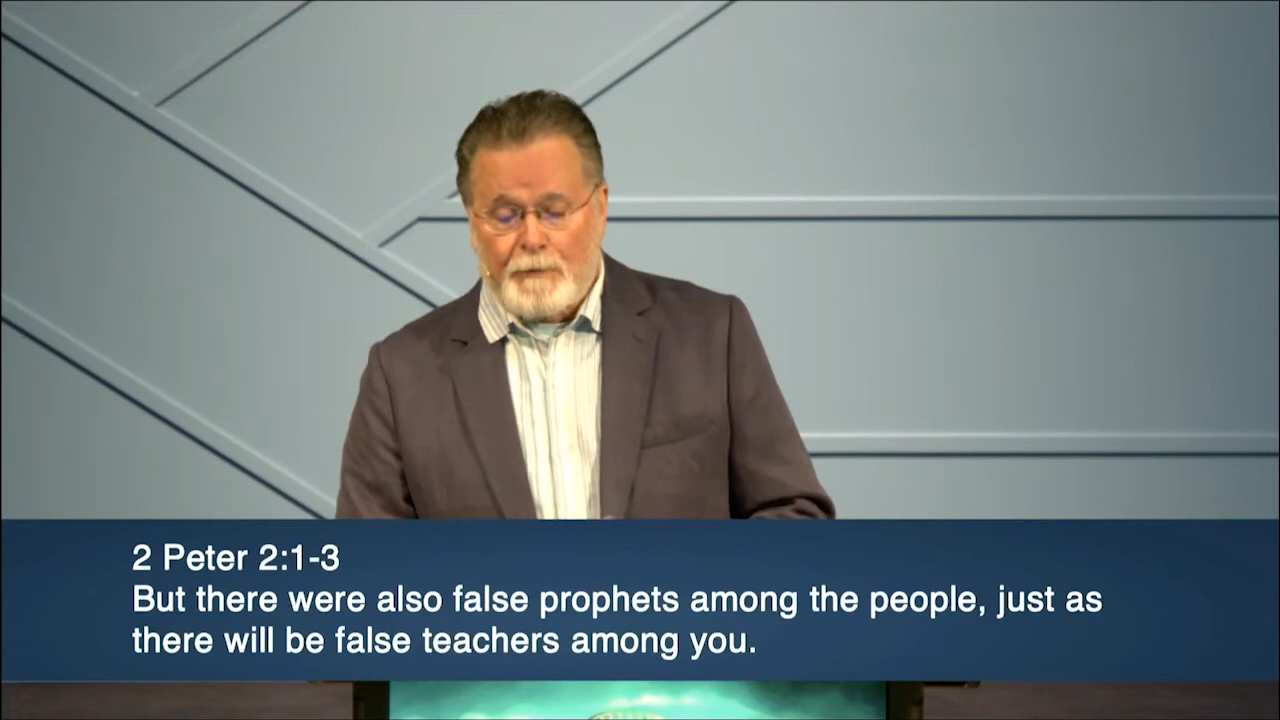 2 Peter 2:1-3
But there were also false prophets among the people, just as
there will be false teachers among you.